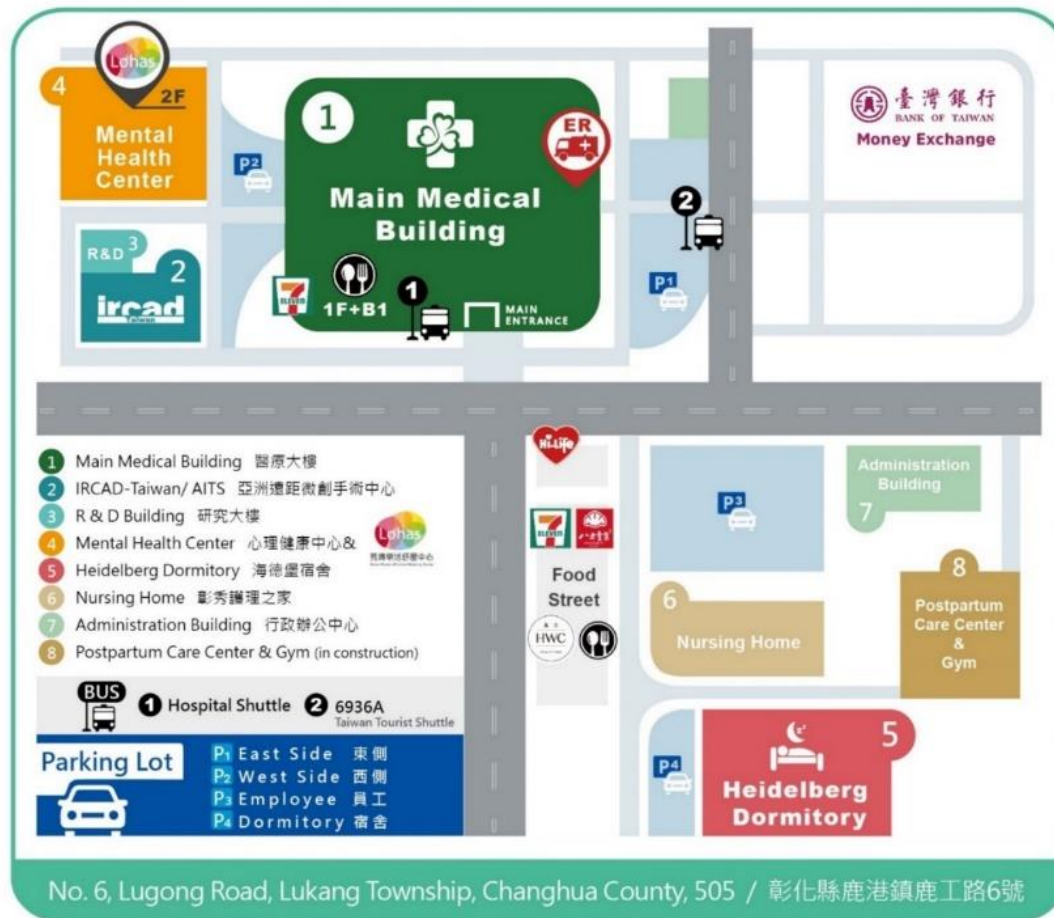 Lohas
2F
4
Mental
Health
Center
P2
1
ER
Main Medical
Building
7
ELEVEN
1F+B1
1
MAIN
ENTRANCE
2
P1
臺灣銀行
BANK OF TAIWAN
Money Exchange
R&D 3
2
ircad
Taiwan
1 Main Medical Building 醫療大樓
2 IRCAD-Taiwan/ AITS 亞洲遠距微創手術中心
3 R & D Building 研究大樓
4 Mental Health Center 心理健康中心&
Lohas
5 Heidelberg Dormitory 海德堡宿舍
6 Nursing Home 彰秀護理之家
7 Administration Building 行政辦公中心
8 Postpartum Care Center & Gym (in construction)
BUS
1 Hospital Shuttle 2 6936A
Taiwan Tourist Shuttle
Parking Lot
P1 East Side 東側
P2 West Side 西側
P3 Employee 員工
P4 Dormitory 宿舍
Hi-Life
7
ELEVEN
Food
Street
HWC
P3
Administration
Building
7
6
Nursing Home
8
Postpartum
Care Center
&
Gym
P4
5
Heidelberg
Dormitory
No. 6, Lugong Road, Lukang Township, Changhua County, 505 / 彰化縣鹿港鎮鹿工路6號